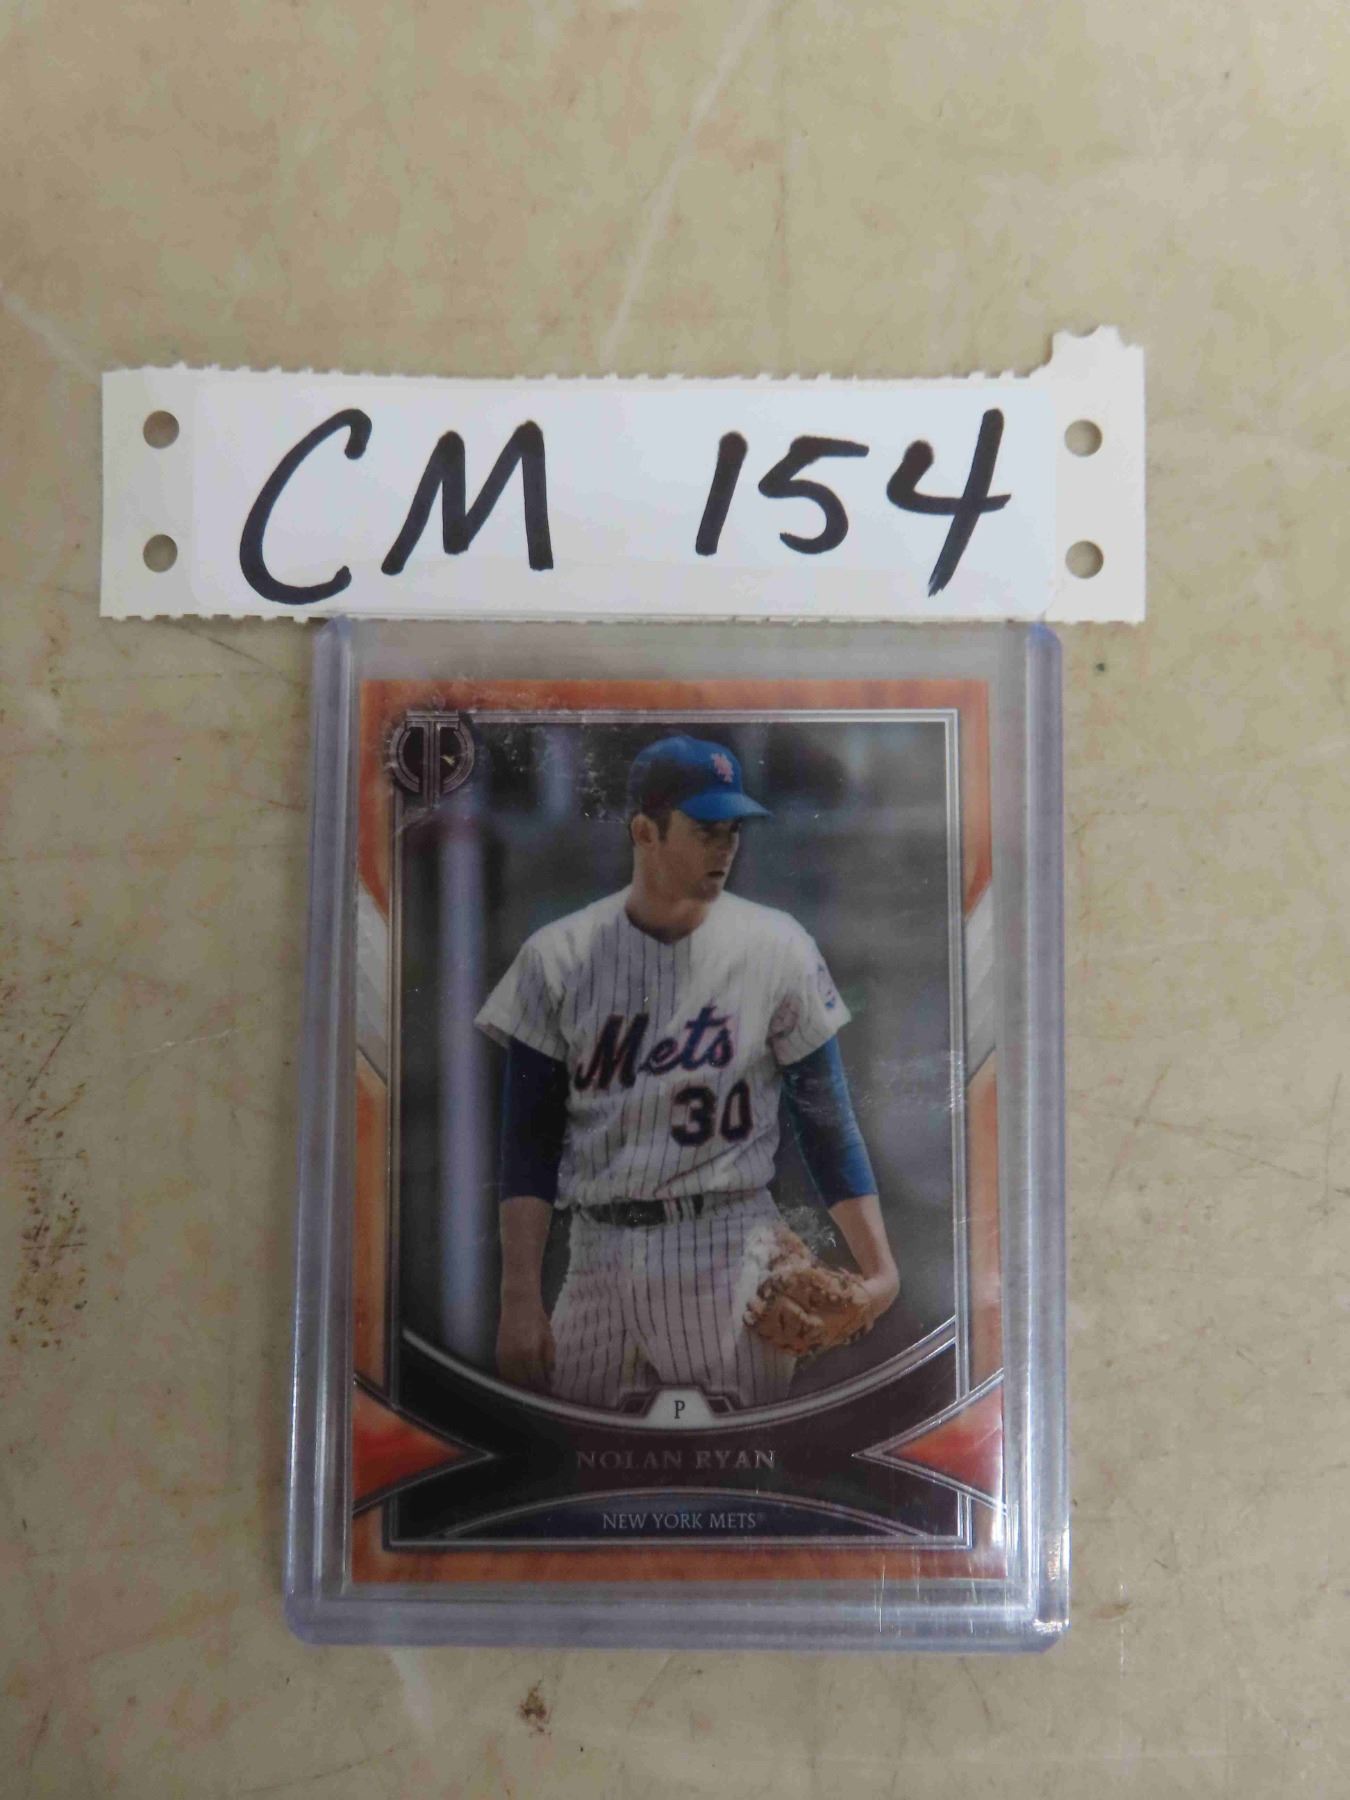 CM 154
Mets
30
P
NOLAN RYAN
NEW YORK METS